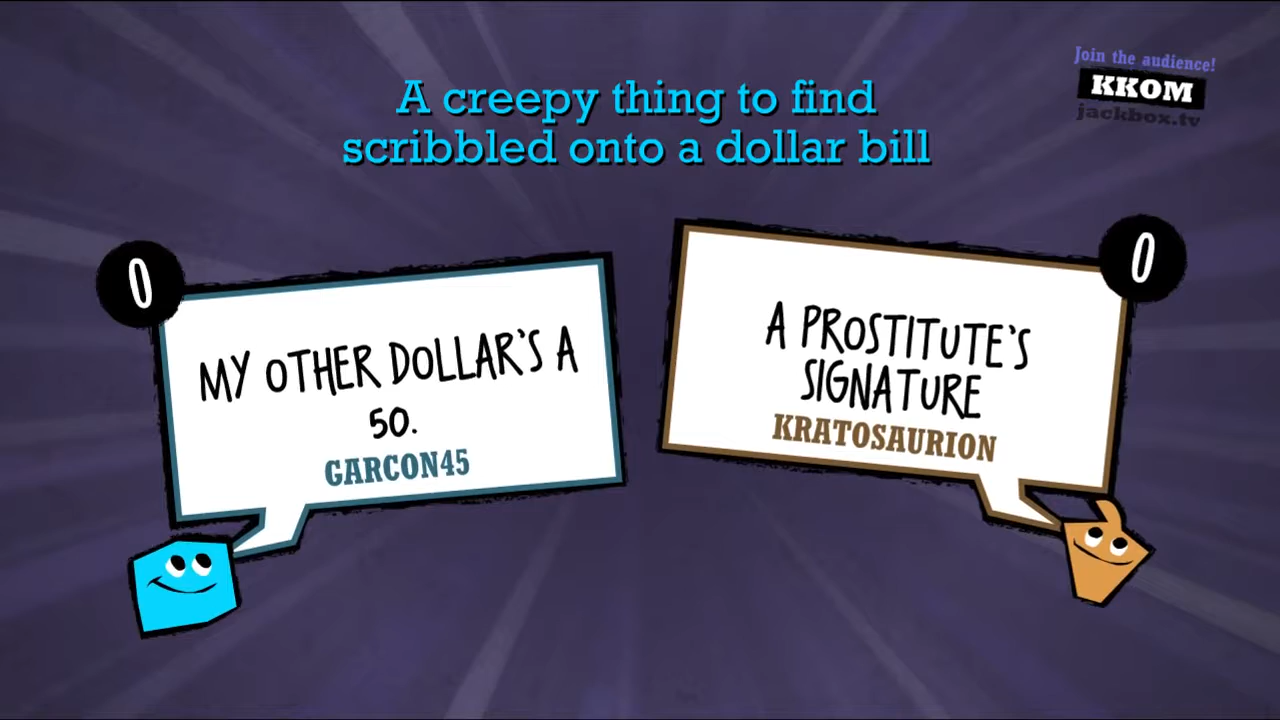 Join the audience!
KKOM
jackbox.tv
A creepy thing to find
scribbled onto a dollar bill
0
0
MY OTHER DOLLAR'S A
50.
GARCON45
A PROSTITUTE'S
SIGNATURE
KRATOSAURION